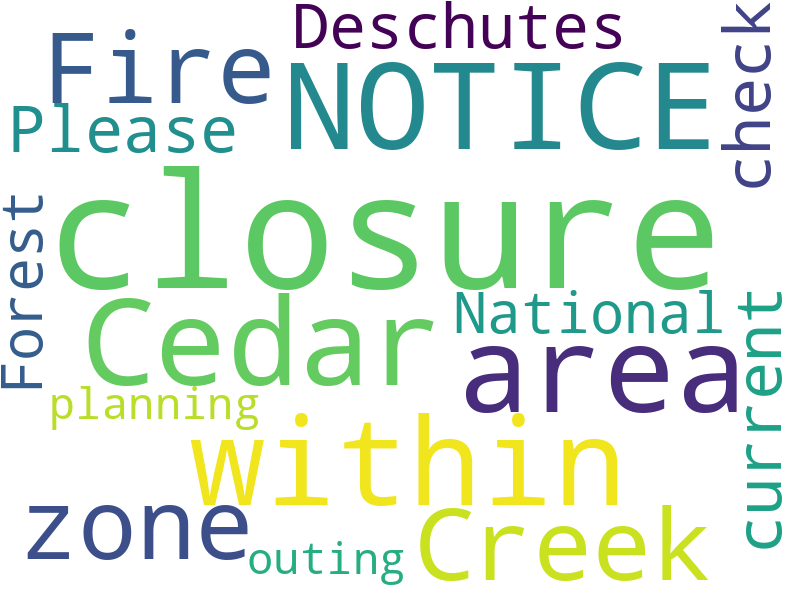 Deschutes
Fire
NOTICE
check
Please
closure
Forest
Cedar
National
current
area
planning
within
zone
Creek
outing